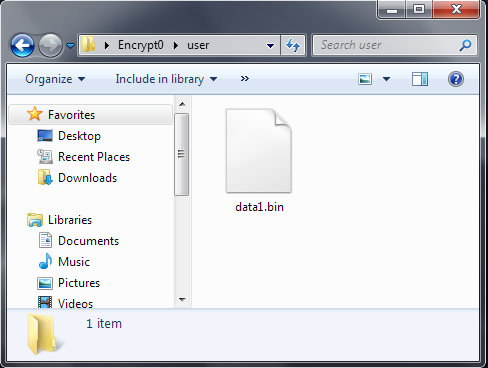 Encrypt0 user
Search user
Organize Include in library »
Favorites
Desktop
Recent Places
Downloads
Libraries
Documents
Music
Pictures
Videos
data1.bin
1 item